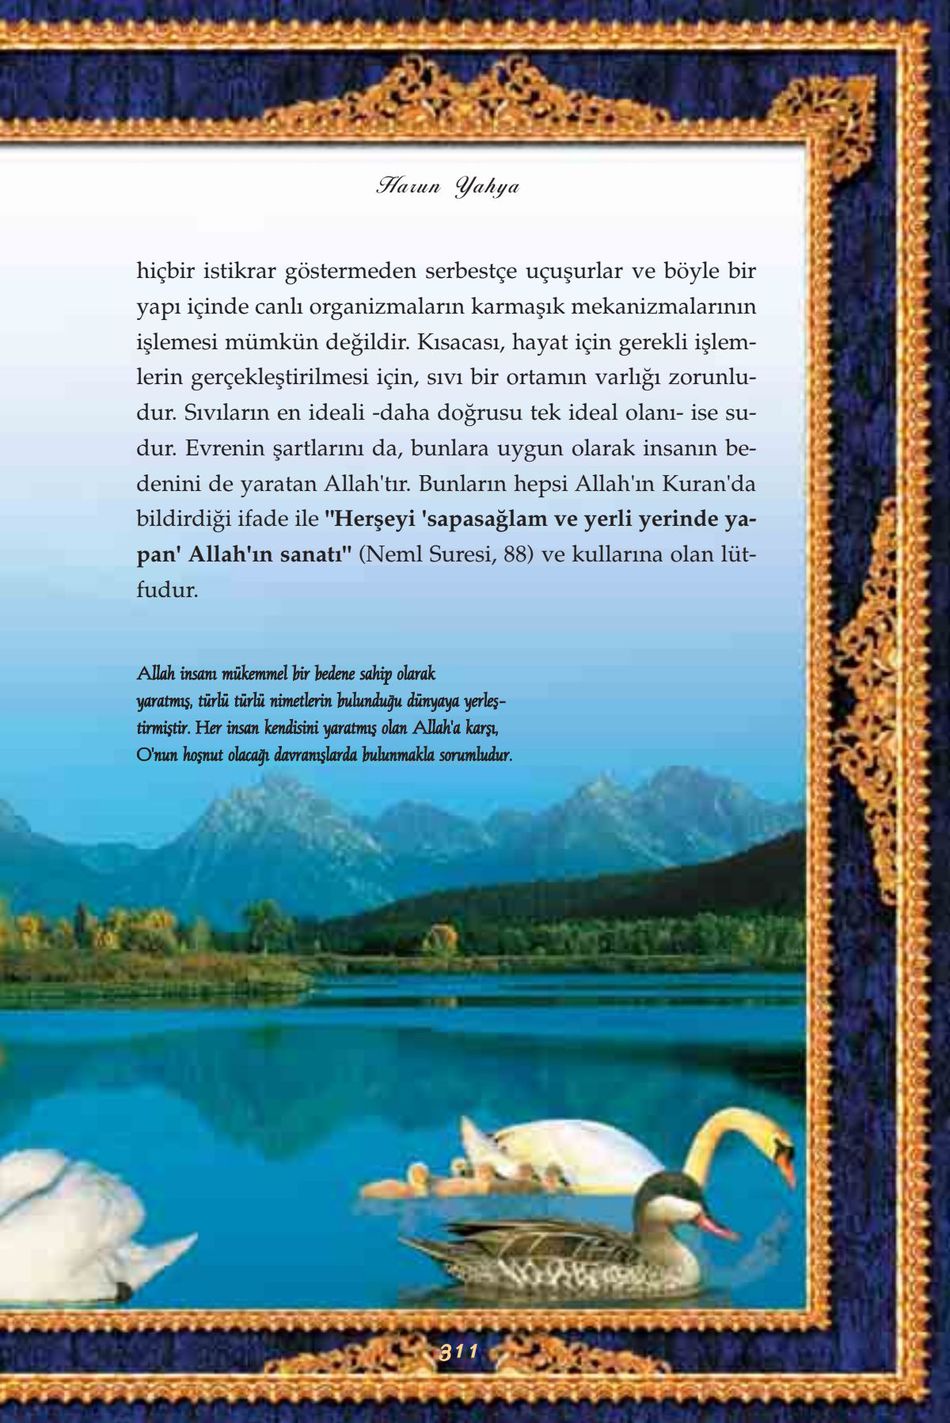 Harun Yahya
hiçbir istikrar göstermeden serbestçe uçuşurlar ve böyle bir
yapı içinde canlı organizmaların karmaşık mekanizmalarının
işlemesi mümkün değildir. Kısacası, hayat için gerekli işlem-
lerin gerçekleştirilmesi için, sıvı bir ortamın varlığı zorunlu-
dur. Sıvıların en ideali -daha doğrusu tek ideal olanı- ise su-
dur. Evrenin şartlarını da, bunlara uygun olarak insanın be-
denini de yaratan Allah'tır. Bunların hepsi Allah'ın Kuran'da
bildirdiği ifade ile "Herşeyi 'sapasağlam ve yerli yerinde ya-
pan' Allah'ın sanatı" (Neml Suresi, 88) ve kullarına olan lüt-
fudur.
Allah insanı mükemmel bir bedene sahip olarak
yaratmış, türlü türlü nimetlerin bulunduğu dünyaya yerleş-
tirmiştir. Her insan kendisini yaratmış olan Allah'a karşı,
O'nun hoşnut olacağı davranışlarda bulunmakla sorumludur.
311